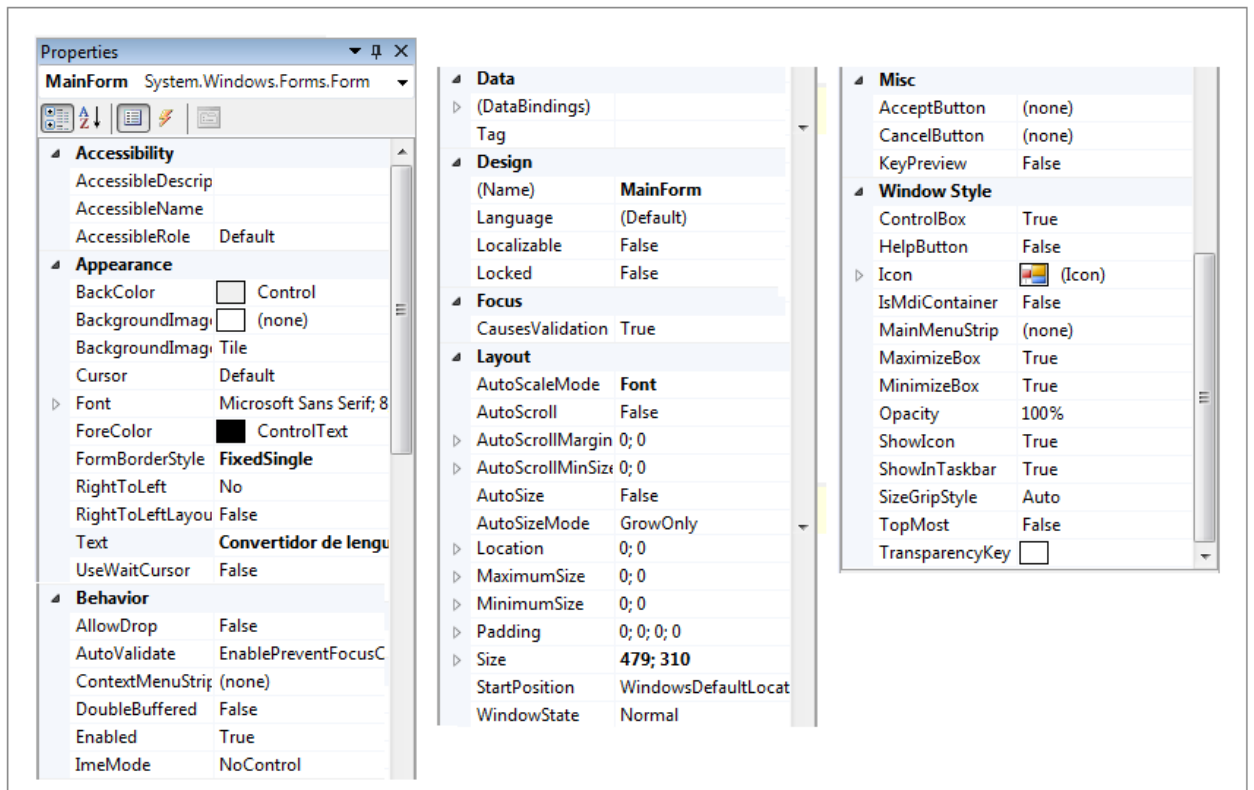 Properties
MainForm System.Windows.Forms.Form
Accessibility
AccessibleDescrip
AccessibleName
AccessibleRole Default
Appearance
BackColor Control
BackgroundImag (none)
BackgroundImag Tile
Cursor Default
Font Microsoft Sans Serif; 8
ForeColor ControlText
FormBorderStyle FixedSingle
RightToLeft No
RightToLeftLayou False
Text Convertidor de lengu
UseWaitCursor False
Behavior
AllowDrop False
AutoValidate EnablePreventFocusC
ContextMenuStrip (none)
DoubleBuffered False
Enabled True
ImeMode NoControl
Data
(DataBindings)
Tag
Design
(Name) MainForm
Language (Default)
Localizable False
Locked False
Focus
CausesValidation True
Layout
AutoScaleMode Font
AutoScroll False
AutoScrollMargin 0; 0
AutoScrollMinSize 0; 0
AutoSize False
AutoSizeMode GrowOnly
Location 0; 0
MaximumSize 0; 0
MinimumSize 0; 0
Padding 0; 0; 0; 0
Size 479; 310
StartPosition WindowsDefaultLocat
WindowState Normal
Misc
AcceptButton (none)
CancelButton (none)
KeyPreview False
Window Style
ControlBox True
HelpButton False
Icon (Icon)
IsMdiContainer False
MainMenuStrip (none)
MaximizeBox True
MinimizeBox True
Opacity 100%
ShowIcon True
ShowInTaskbar True
SizeGripStyle Auto
TopMost False
TransparencyKey